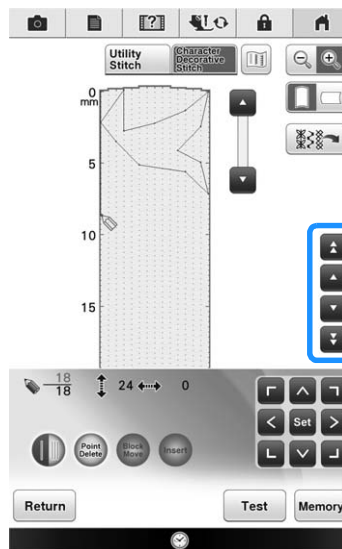 Utility
Stitch
Character
Decorative
Stitch
0
mm
5
10
15
18
18
24
0
Point
Delete
Block
Move
Insert
Set
Return
Test
Memory